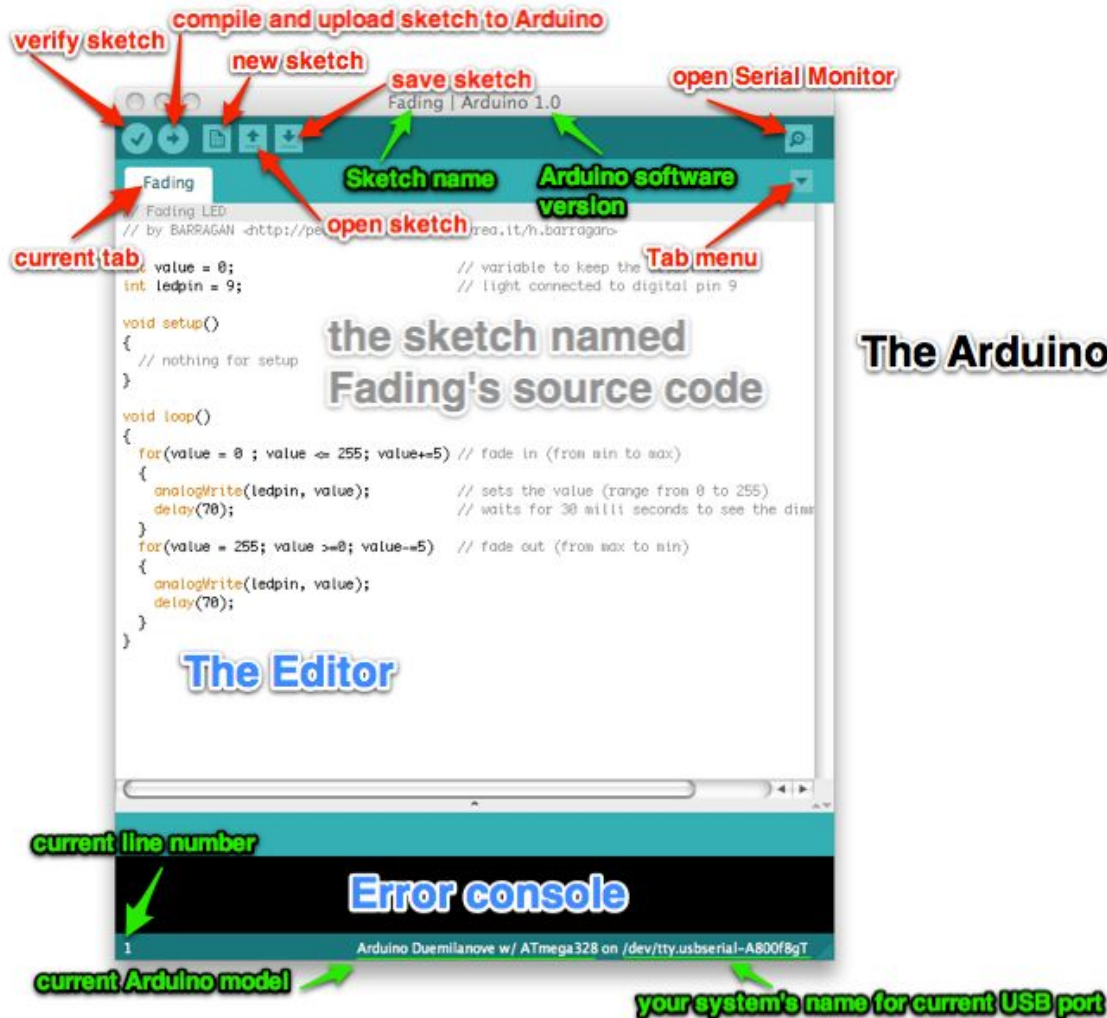 compile and upload sketch to Arduino
verify sketch
new sketch
save sketch
open Serial Monitor
Fading | Arduino 1.0
Sketch name
Arduino software
version
Fading
open sketch
current tab
Tab menu
// Fading LED
// by BARRAGAN <http://pe rea.it/h.barragan>
value = 0; // variable to keep the
int ledpin = 9; // light connected to digital pin 9
void setup()
{
// nothing for setup
}
the sketch named
Fading's source code
The Arduino
void loop()
{
for(value = 0 ; value <= 255; value+=5) // fade in (from min to max)
{
analogWrite(ledpin, value); // sets the value (range from 0 to 255)
delay(70); // waits for 30 milli seconds to see the dimm
}
for(value = 255; value >=0; value-=5) // fade out (from max to min)
{
analogWrite(ledpin, value);
delay(70);
}
}
The Editor
current line number
Error console
1
Arduino Duemilanove w/ ATmega328 on /dev/tty.usbserial-A800f8gT
current Arduino model
your system's name for current USB port